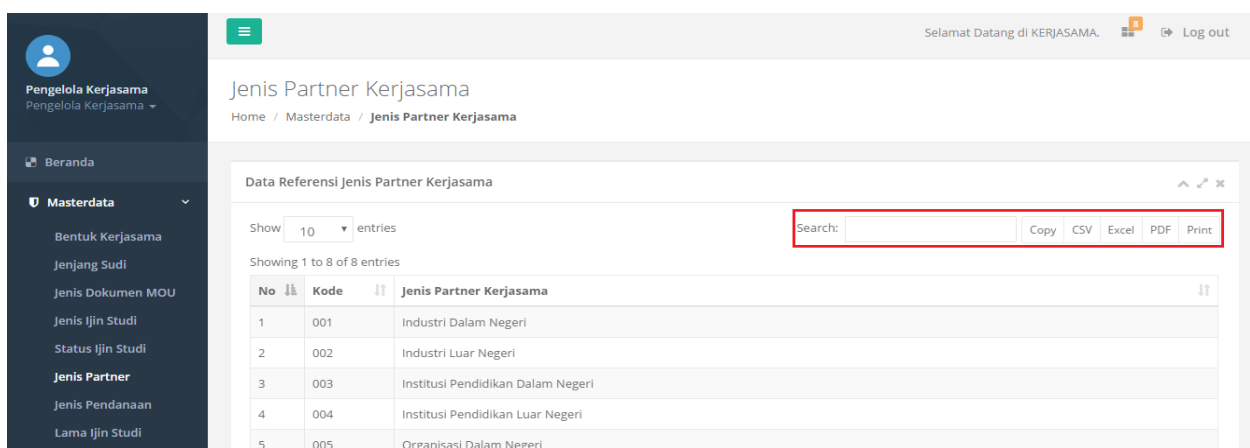 Selamat Datang di KERJASAMA.
8
Log out
Pengelola Kerjasama
Pengelola Kerjasama
Jenis Partner Kerjasama
Home / Masterdata / Jenis Partner Kerjasama
Beranda
Masterdata
Bentuk Kerjasama
Jenjang Sudi
Jenis Dokumen MOU
Jenis Ijin Studi
Status Ijin Studi
Jenis Partner
Jenis Pendanaan
Lama Ijin Studi
Data Referensi Jenis Partner Kerjasama
Show 10 entries
Search: Copy CSV Excel PDF Print
Showing 1 to 8 of 8 entries
No Kode Jenis Partner Kerjasama
1 001 Industri Dalam Negeri
2 002 Industri Luar Negeri
3 003 Institusi Pendidikan Dalam Negeri
4 004 Institusi Pendidikan Luar Negeri
5 005 Organisasi Dalam Negeri